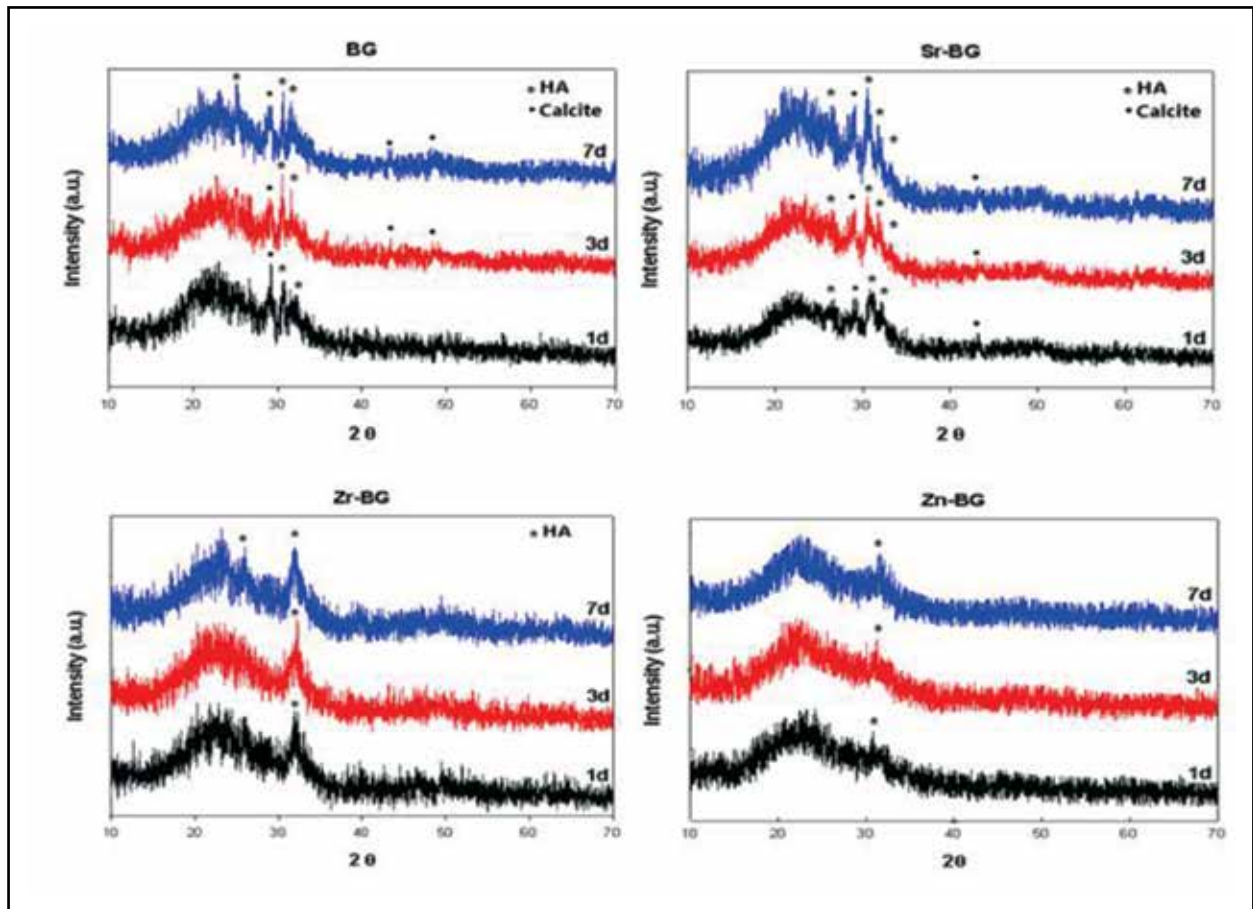 BG
* HA
• Calcite
7d
3d
1d
Intensity (a.u.)
10 20 30 40 50 60 70
2 θ
Sr-BG
* HA
• Calcite
7d
3d
1d
Intensity (a.u.)
10 20 30 40 50 60 70
2θ
Zr-BG
* HA
7d
3d
1d
Intensity (a.u.)
10 20 30 40 50 60 70
2 θ
Zn-BG
7d
3d
1d
Intensity (a.u.)
10 20 30 40 50 60 70
2θ